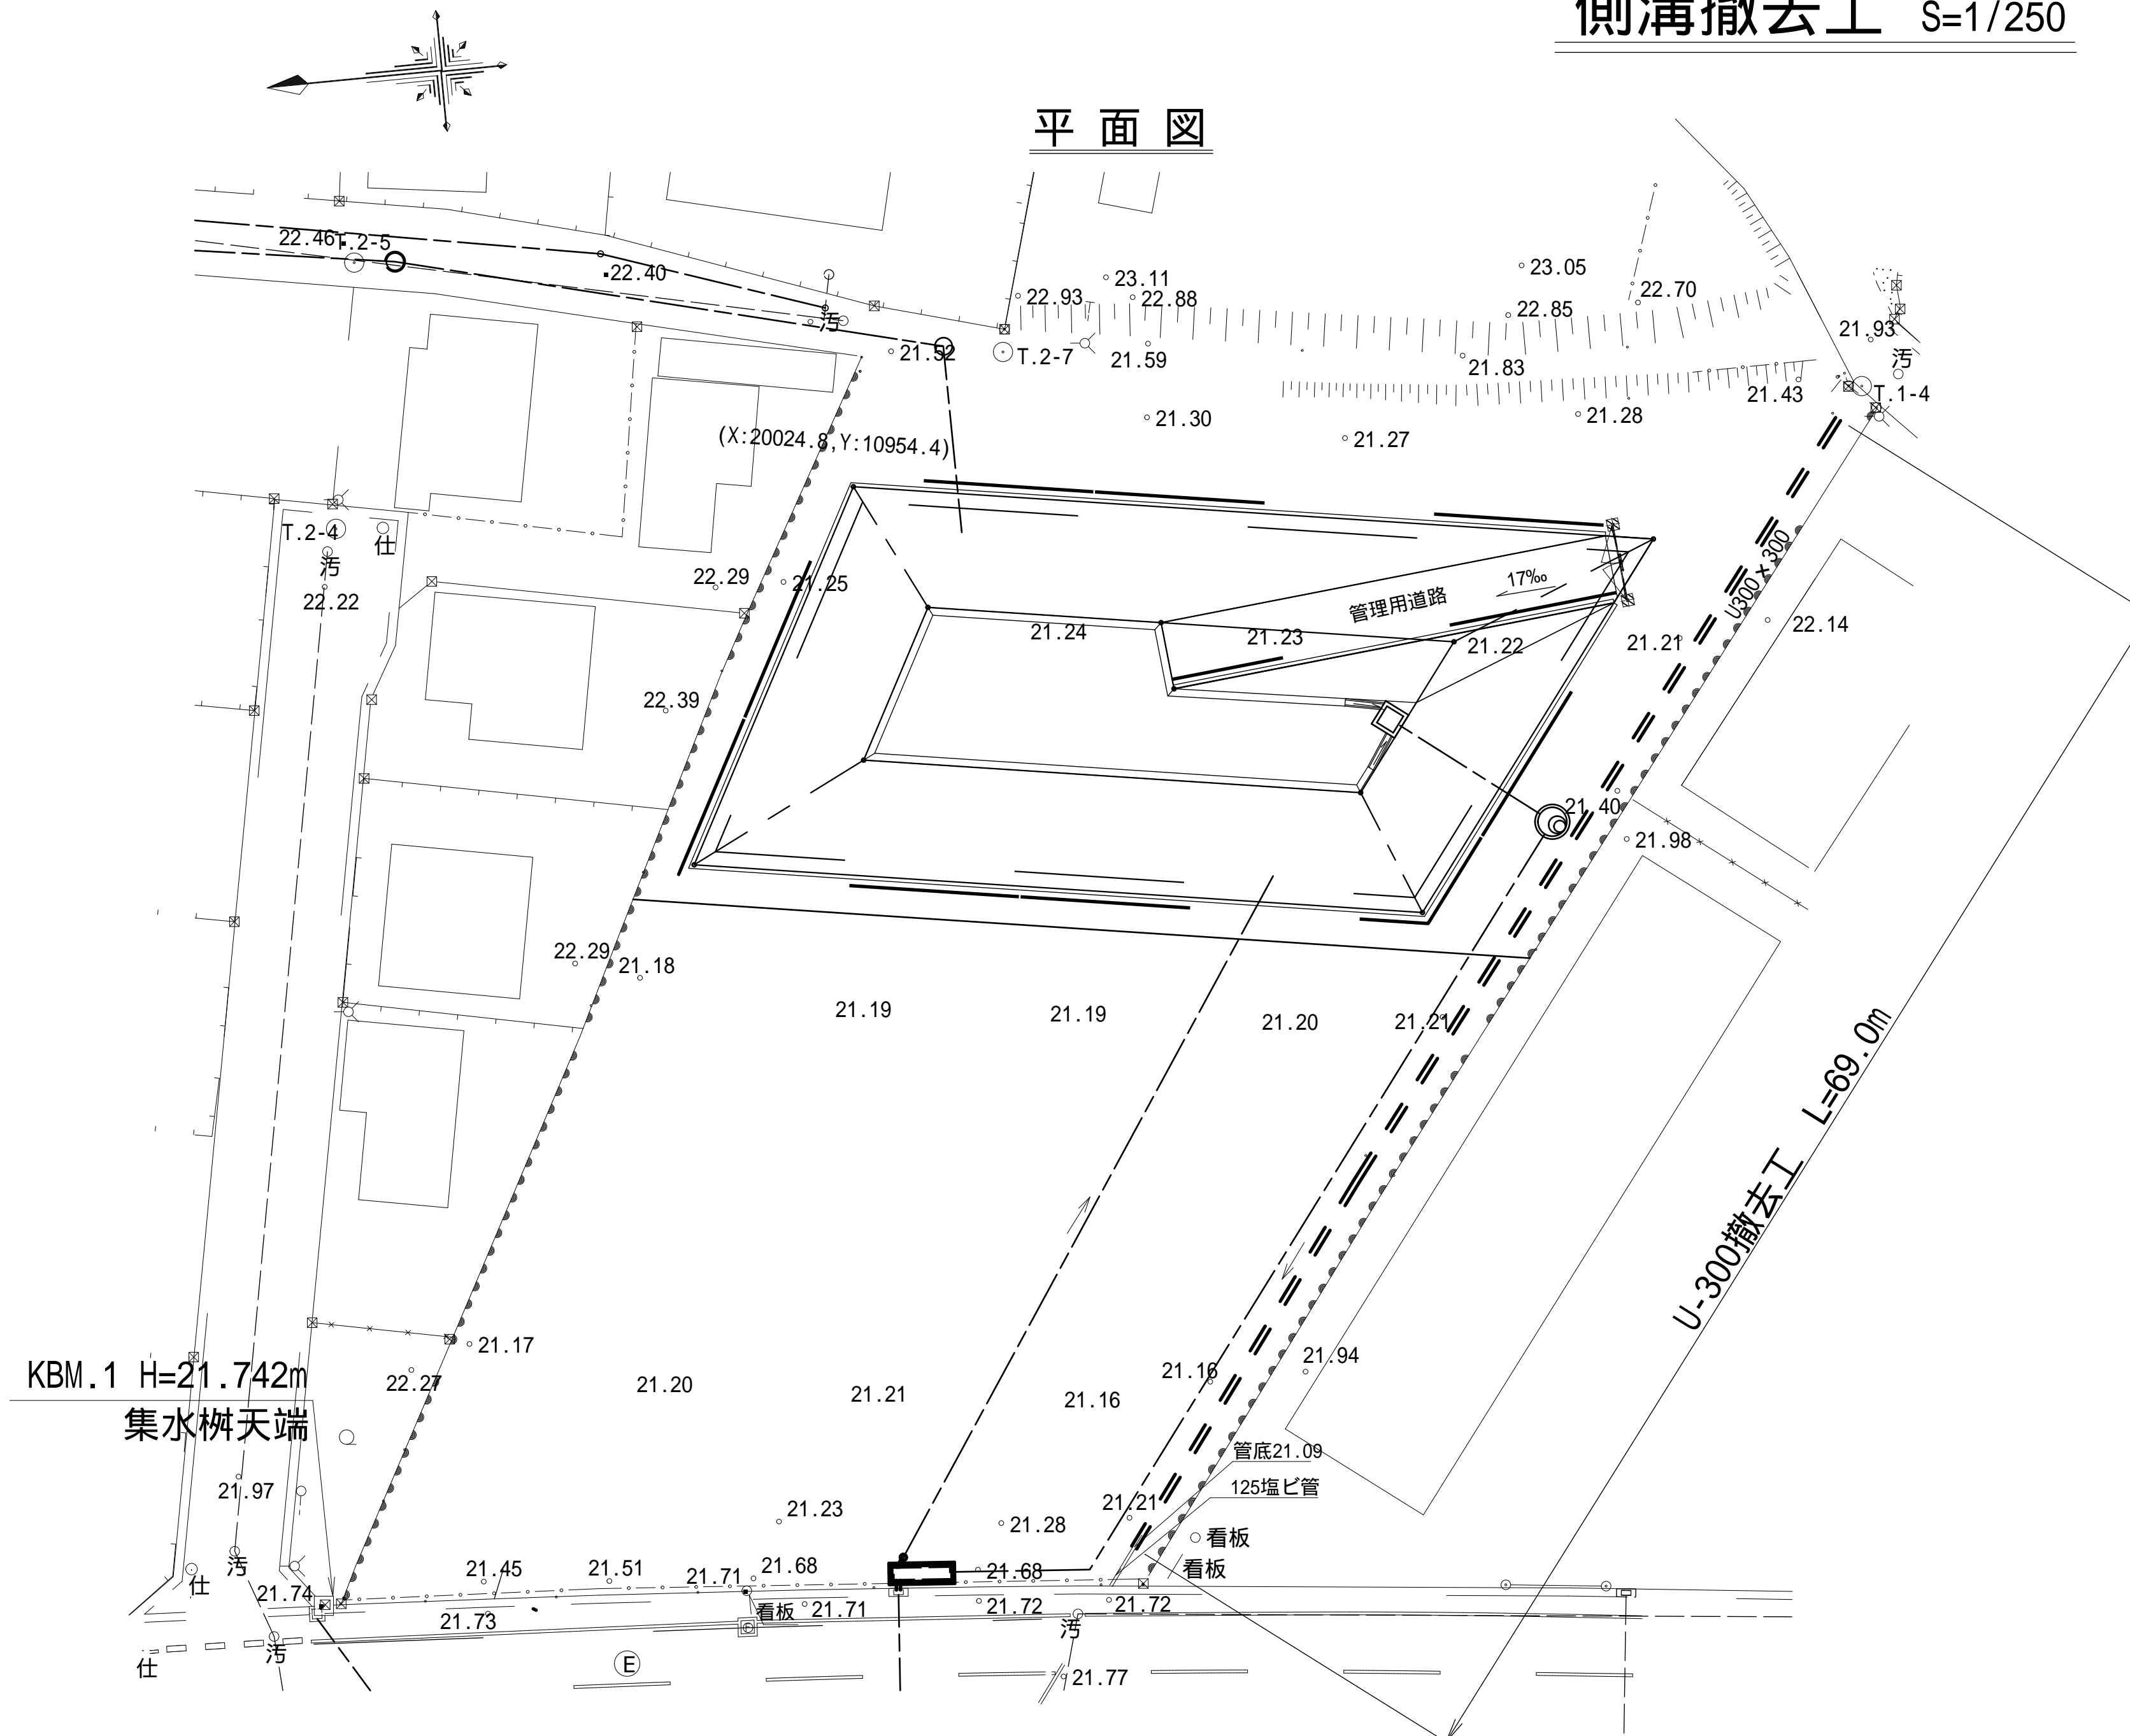 側溝撤去工 S=1/250
平面図
22.46
T.2-5
22.40
汚
21.52
T.2-7
22.93
23.11
22.88
21.59
23.05
22.85
22.70
21.83
21.93
汚
T.1-4
21.43
21.28
21.30
21.27
(X:20024.8,Y:10954.4)
T.2-4
仕
汚
22.22
22.29
21.25
U300×300
17‰
管理用道路
21.24
21.23
21.22
21.21
22.14
22.39
21.40
21.98
22.29
21.18
21.19
21.19
21.20
21.21
L=69.0m
U-300撤去工
21.17
21.16
21.94
KBM.1 H=21.742m
集水桝天端
22.27
21.20
21.21
21.16
管底21.09
125塩ビ管
21.97
21.23
21.28
21.21
看板
看板
汚
仕
21.74
21.45
21.51
21.71
21.68
21.68
21.73
看板
21.71
21.72
21.72
汚
汚
仕
E
21.77